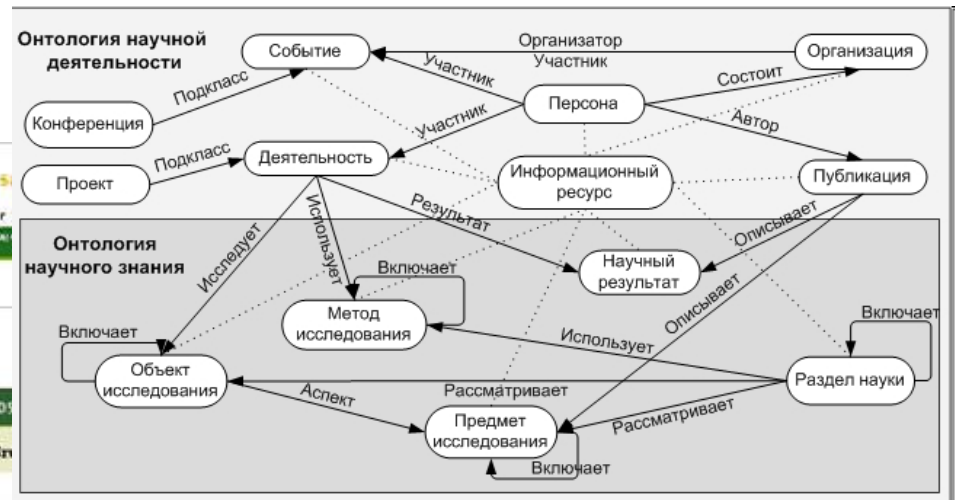 Онтология научной
деятельности
Событие
Организатор
Участник
Организация
Подкласс
Участник
Состоит
Конференция
Персона
Участник
Автор
Подкласс
Деятельность
Проект
Информационный
ресурс
Публикация
Использует
Результат
Описывает
Онтология
научного знания
Исследует
Научный
результат
Включает
Описывает
Метод
исследования
Включает
Включает
Использует
Объект
исследования
Раздел науки
Аспект
Рассматривает
Предмет
исследования
Рассматривает
Включает